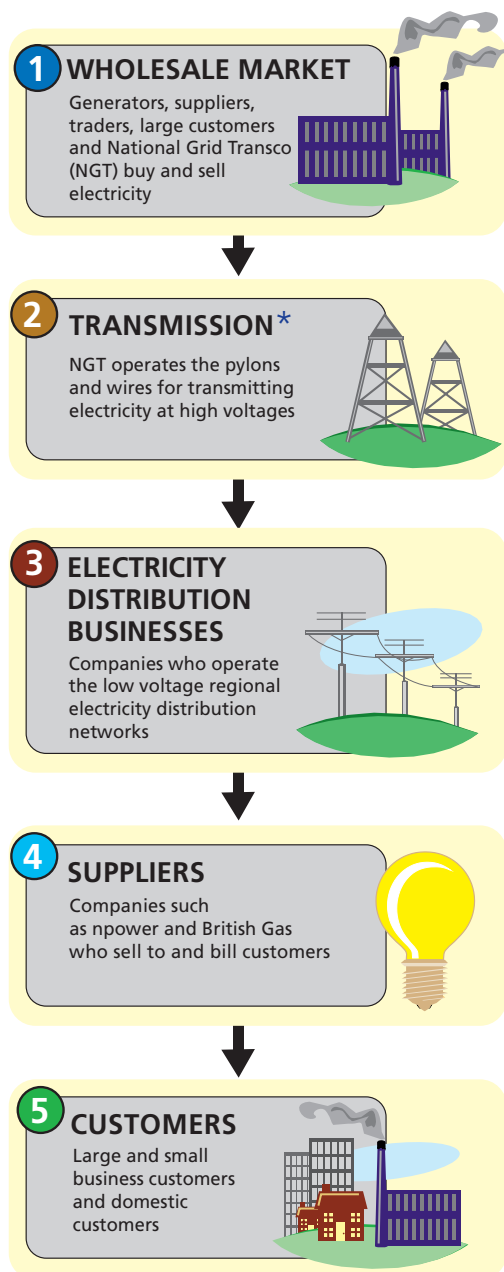 1 WHOLESALE MARKET
Generators, suppliers,
traders, large customers
and National Grid Transco
(NGT) buy and sell
electricity
2 TRANSMISSION*
NGT operates the pylons
and wires for transmitting
electricity at high voltages
3 ELECTRICITY
DISTRIBUTION
BUSINESSES
Companies who operate
the low voltage regional
electricity distribution
networks
4 SUPPLIERS
Companies such
as npower and British Gas
who sell to and bill customers
5 CUSTOMERS
Large and small
business customers
and domestic
customers